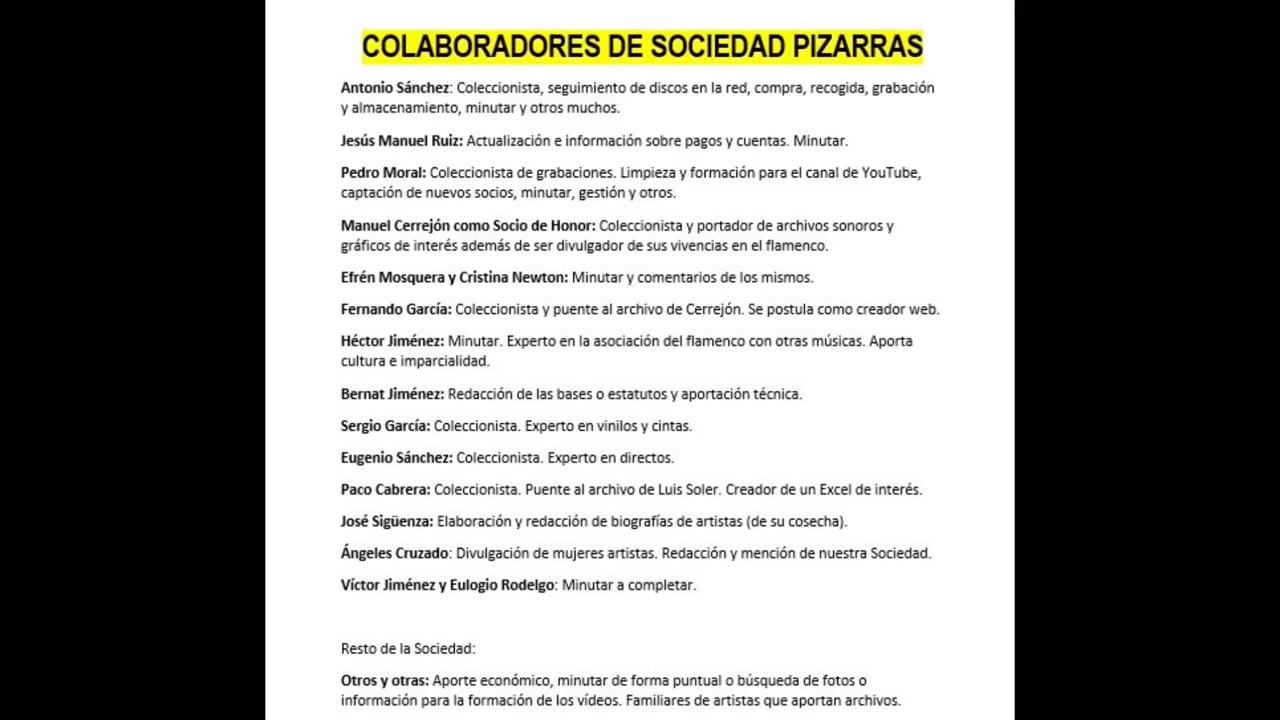 COLABORADORES DE SOCIEDAD PIZARRAS
Antonio Sánchez: Coleccionista, seguimiento de discos en la red, compra, recogida, grabación
y almacenamiento, minutar y otros muchos.
Jesús Manuel Ruiz: Actualización e información sobre pagos y cuentas. Minutar.
Pedro Moral: Coleccionista de grabaciones. Limpieza y formación para el canal de YouTube,
captación de nuevos socios, minutar, gestión y otros.
Manuel Cerrejón como Socio de Honor: Coleccionista y portador de archivos sonoros y
gráficos de interés además de ser divulgador de sus vivencias en el flamenco.
Efrén Mosquera y Cristina Newton: Minutar y comentarios de los mismos.
Fernando García: Coleccionista y puente al archivo de Cerrejón. Se postula como creador web.
Héctor Jiménez: Minutar. Experto en la asociación del flamenco con otras músicas. Aporta
cultura e imparcialidad.
Bernat Jiménez: Redacción de las bases o estatutos y aportación técnica.
Sergio García: Coleccionista. Experto en vinilos y cintas.
Eugenio Sánchez: Coleccionista. Experto en directos.
Paco Cabrera: Coleccionista. Puente al archivo de Luis Soler. Creador de un Excel de interés.
José Sigüenza: Elaboración y redacción de biografías de artistas (de su cosecha).
Ángeles Cruzado: Divulgación de mujeres artistas. Redacción y mención de nuestra Sociedad.
Víctor Jiménez y Eulogio Rodelgo: Minutar a completar.
Resto de la Sociedad:
Otros y otras: Aporte económico, minutar de forma puntual o búsqueda de fotos o
información para la formación de los vídeos. Familiares de artistas que aportan archivos.